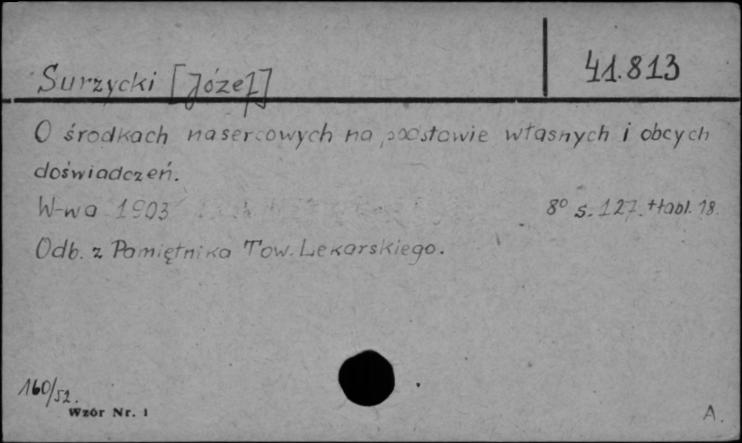 41.813
Surzycki [Józef]
O środkach nasercowych na podstawie własnych i obcych
doświadczeń.
W-wa 1903 8° s. 127. +tabl. 18.
Odb. z Pamiętnika Tow. Lekarskiego.
160/52.
Wzór Nr. 1
A.